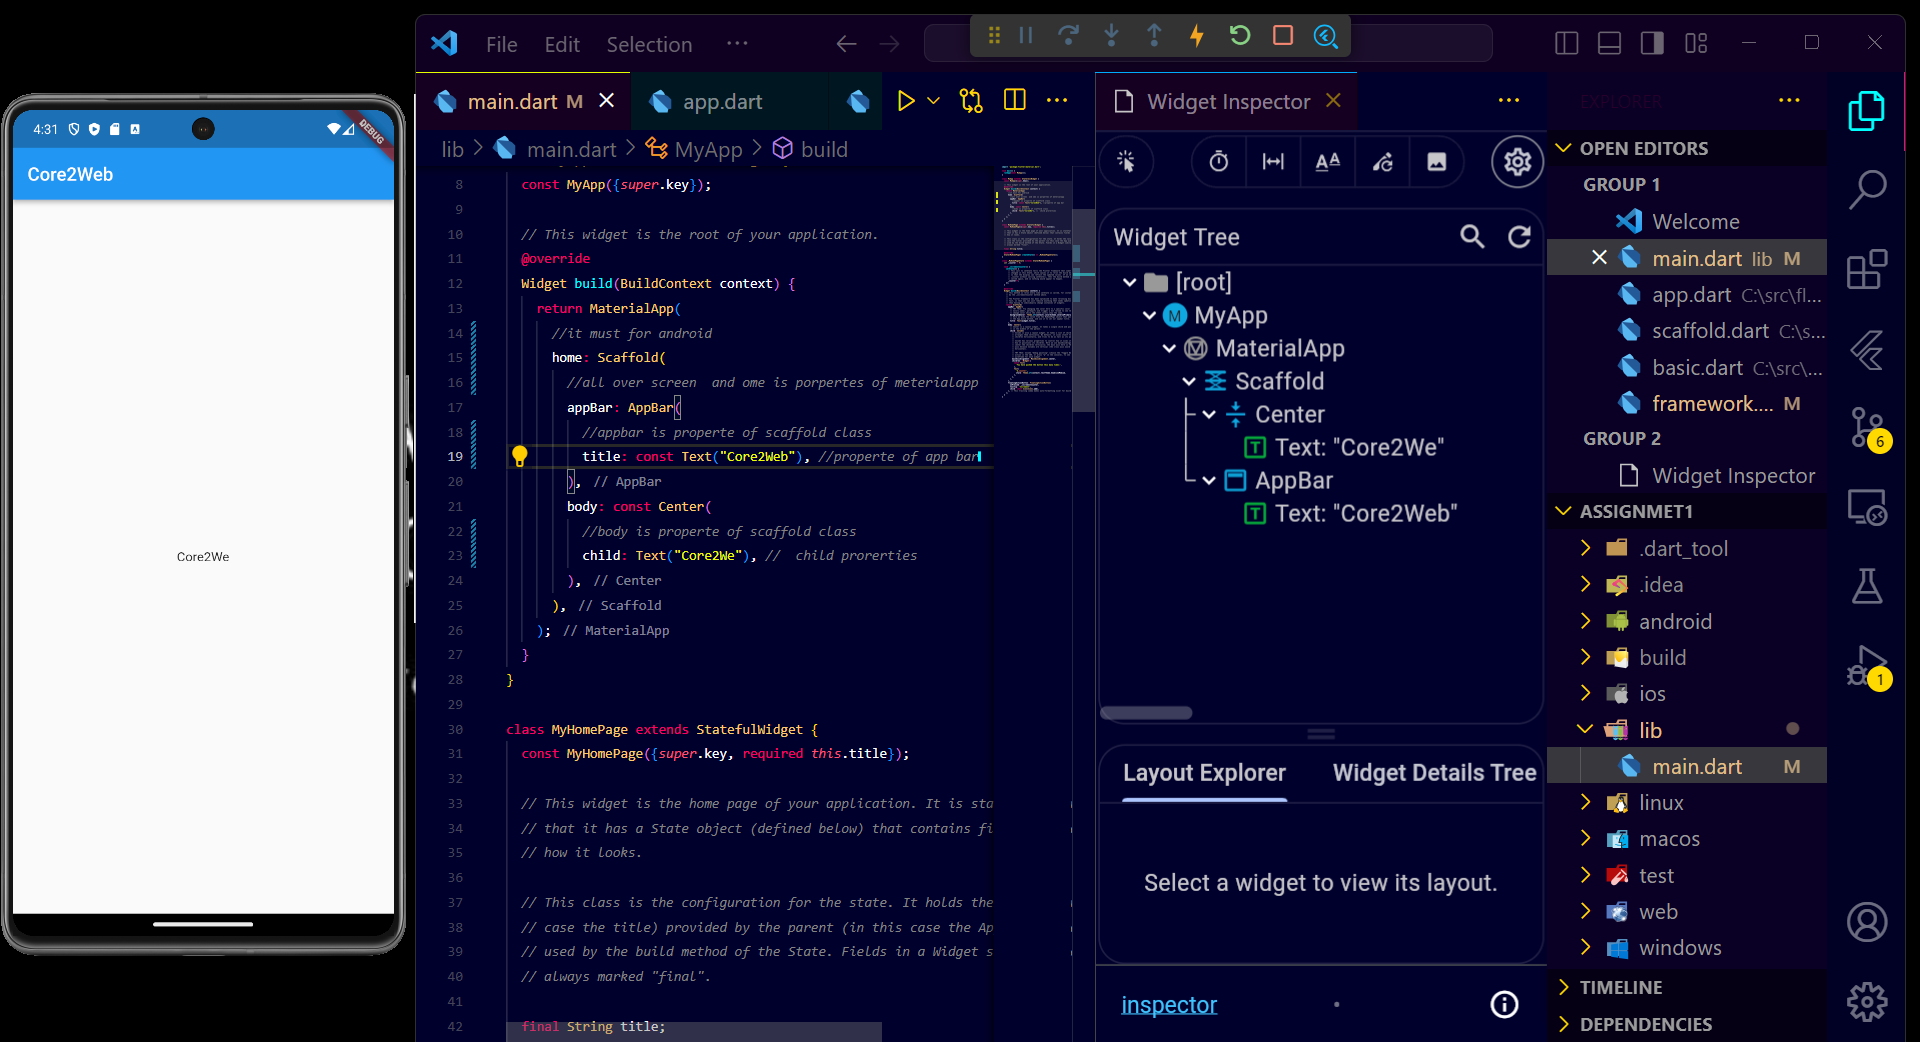 4:31
DEBUG
Core2Web
Core2We
File Edit Selection ···
main.dart M
app.dart
lib > main.dart > MyApp > build
8 const MyApp({super.key});
9
10 // This widget is the root of your application.
11 @override
12 Widget build(BuildContext context) {
13 return MaterialApp(
14 //it must for android
15 home: Scaffold(
16 //all over screen  and ome is porpertes of meterialapp
17 appBar: AppBar(
18 //appbar is properte of scaffold class
19 title: const Text("Core2Web"), //properte of app bar
20 ), // AppBar
21 body: const Center(
22 //body is properte of scaffold class
23 child: Text("Core2We"), //  child prorerties
24 ), // Center
25 ), // Scaffold
26 ); // MaterialApp
27 }
28 }
29
30 class MyHomePage extends StatefulWidget {
31 const MyHomePage({super.key, required this.title});
32
33 // This widget is the home page of your application. It is sta
34 // that it has a State object (defined below) that contains fi
35 // how it looks.
36
37 // This class is the configuration for the state. It holds the
38 // case the title) provided by the parent (in this case the Ap
39 // used by the build method of the State. Fields in a Widget s
40 // always marked "final".
41
42 final String title;
Widget Inspector
Widget Tree
[root]
MyApp
MaterialApp
Scaffold
Center
Text: "Core2We"
AppBar
Text: "Core2Web"
Layout Explorer
Widget Details Tree
Select a widget to view its layout.
inspector
EXPLORER
OPEN EDITORS
GROUP 1
Welcome
main.dart lib M
app.dart C:\src\fl...
scaffold.dart C:\s...
basic.dart C:\src\...
framework.... M
GROUP 2
Widget Inspector
ASSIGNMET1
.dart_tool
.idea
android
build
ios
lib
main.dart M
linux
macos
test
web
windows
TIMELINE
DEPENDENCIES
6
1